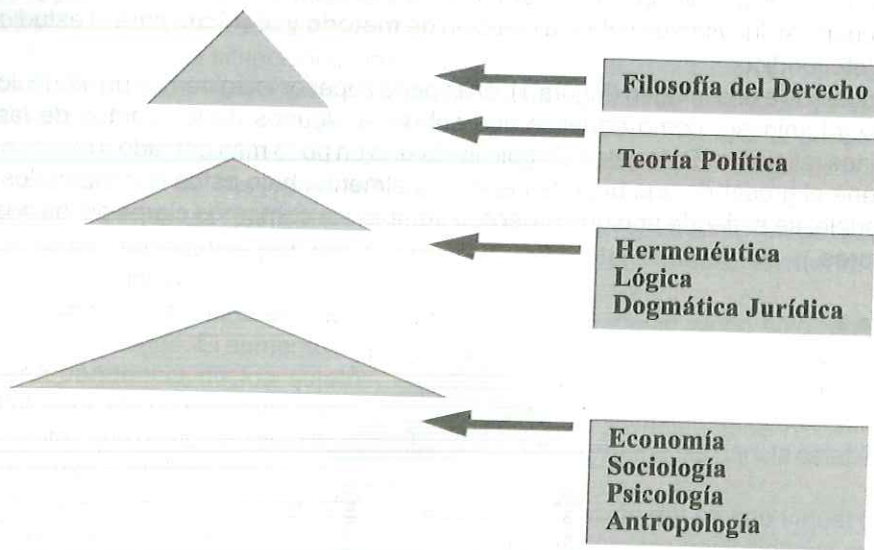 Filosofía del Derecho
Teoría Política
Hermenéutica
Lógica
Dogmática Jurídica
Economía
Sociología
Psicología
Antropología